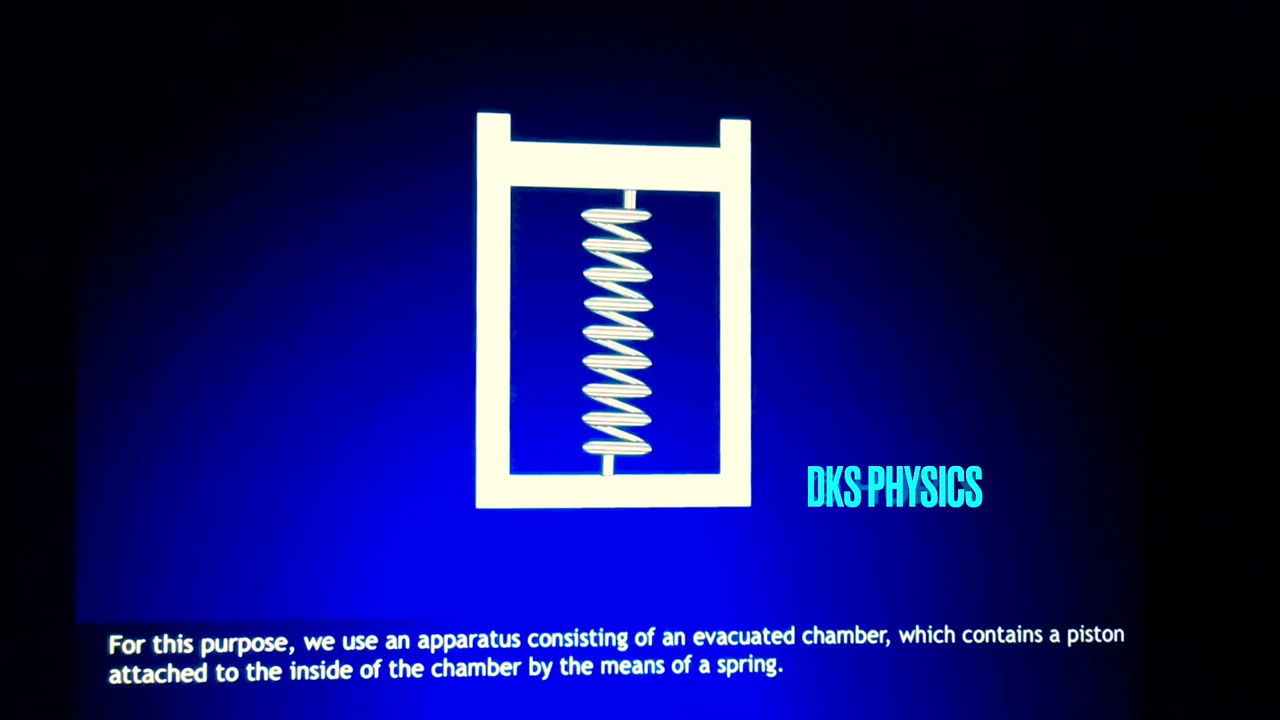 DKS PHYSICS
For this purpose, we use an apparatus consisting of an evacuated chamber, which contains a piston
attached to the inside of the chamber by the means of a spring.